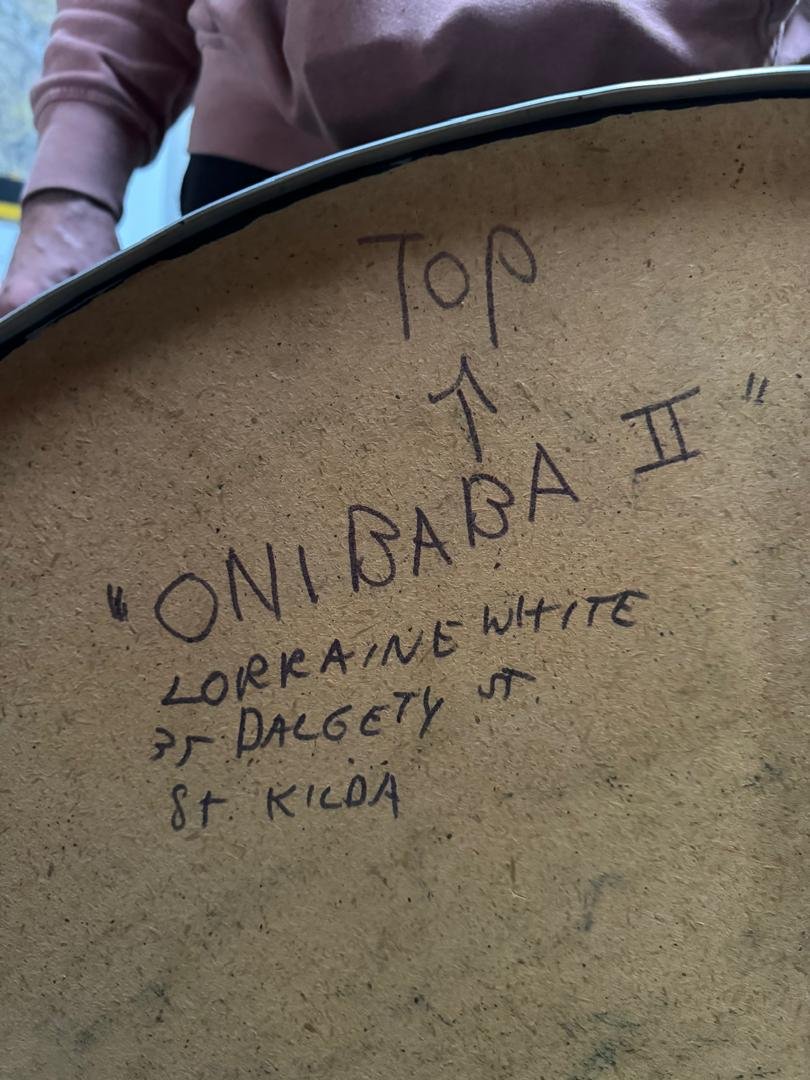 TOP
↑
"ONIBABA II"
LORRAINE WHITE
35 DALGETY ST.
St. KILDA